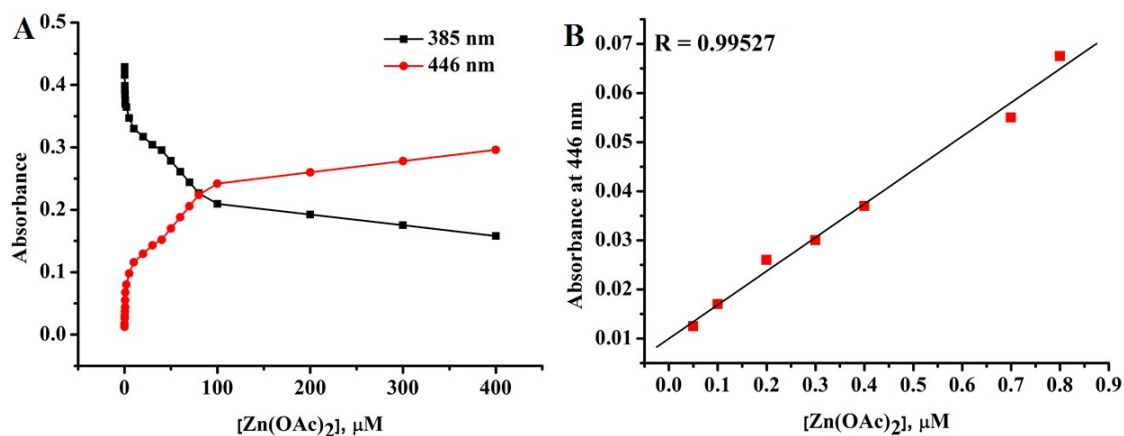 A
385 nm
446 nm
0.5
0.4
0.3
0.2
0.1
0.0
Absorbance
0 100 200 300 400
[Zn(OAc)2], µM
B
R = 0.99527
0.07
0.06
0.05
0.04
0.03
0.02
0.01
Absorbance at 446 nm
0.0 0.1 0.2 0.3 0.4 0.5 0.6 0.7 0.8 0.9
[Zn(OAc)2], µM